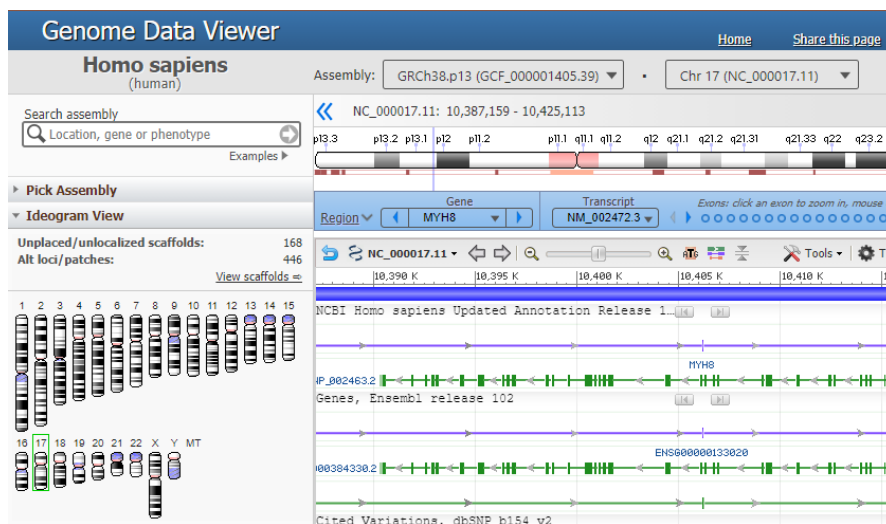 Genome Data Viewer
Home Share this page
Homo sapiens
(human)
Assembly: GRCh38.p13 (GCF_000001405.39) Chr 17 (NC_000017.11)
Search assembly
Location, gene or phenotype
Examples
NC_000017.11: 10,387,159 - 10,425,113
p13.3 p13.2 p13.1 p12 p11.2 p11.1 q11.1 q11.2 q12 q21.1 q21.2 q21.31 q21.33 q22 q23.2
Pick Assembly
Ideogram View
Region Gene MYH8 Transcript NM_002472.3 Exons: click an exon to zoom in, mouse
Unplaced/unlocalized scaffolds: 168
Alt loci/patches: 446
View scaffolds
NC_000017.11 ATG Tools
10,390 K 10,395 K 10,400 K 10,405 K 10,410 K
1 2 3 4 5 6 7 8 9 10 11 12 13 14 15
NCBI Homo sapiens Updated Annotation Release 1...
MYH8
NP_002463.2
Genes, Ensembl release 102
16 17 18 19 20 21 22 X Y MT
ENSG00000133020
000384330.2
Cited Variations, dbSNP b154 v2